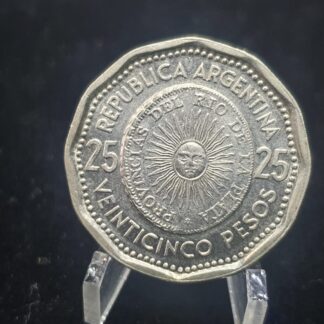 REPUBLICA ARGENTINA
PROVINCIAS DEL RIO DE LA PLATA
25 25
VEINTICINCO PESOS